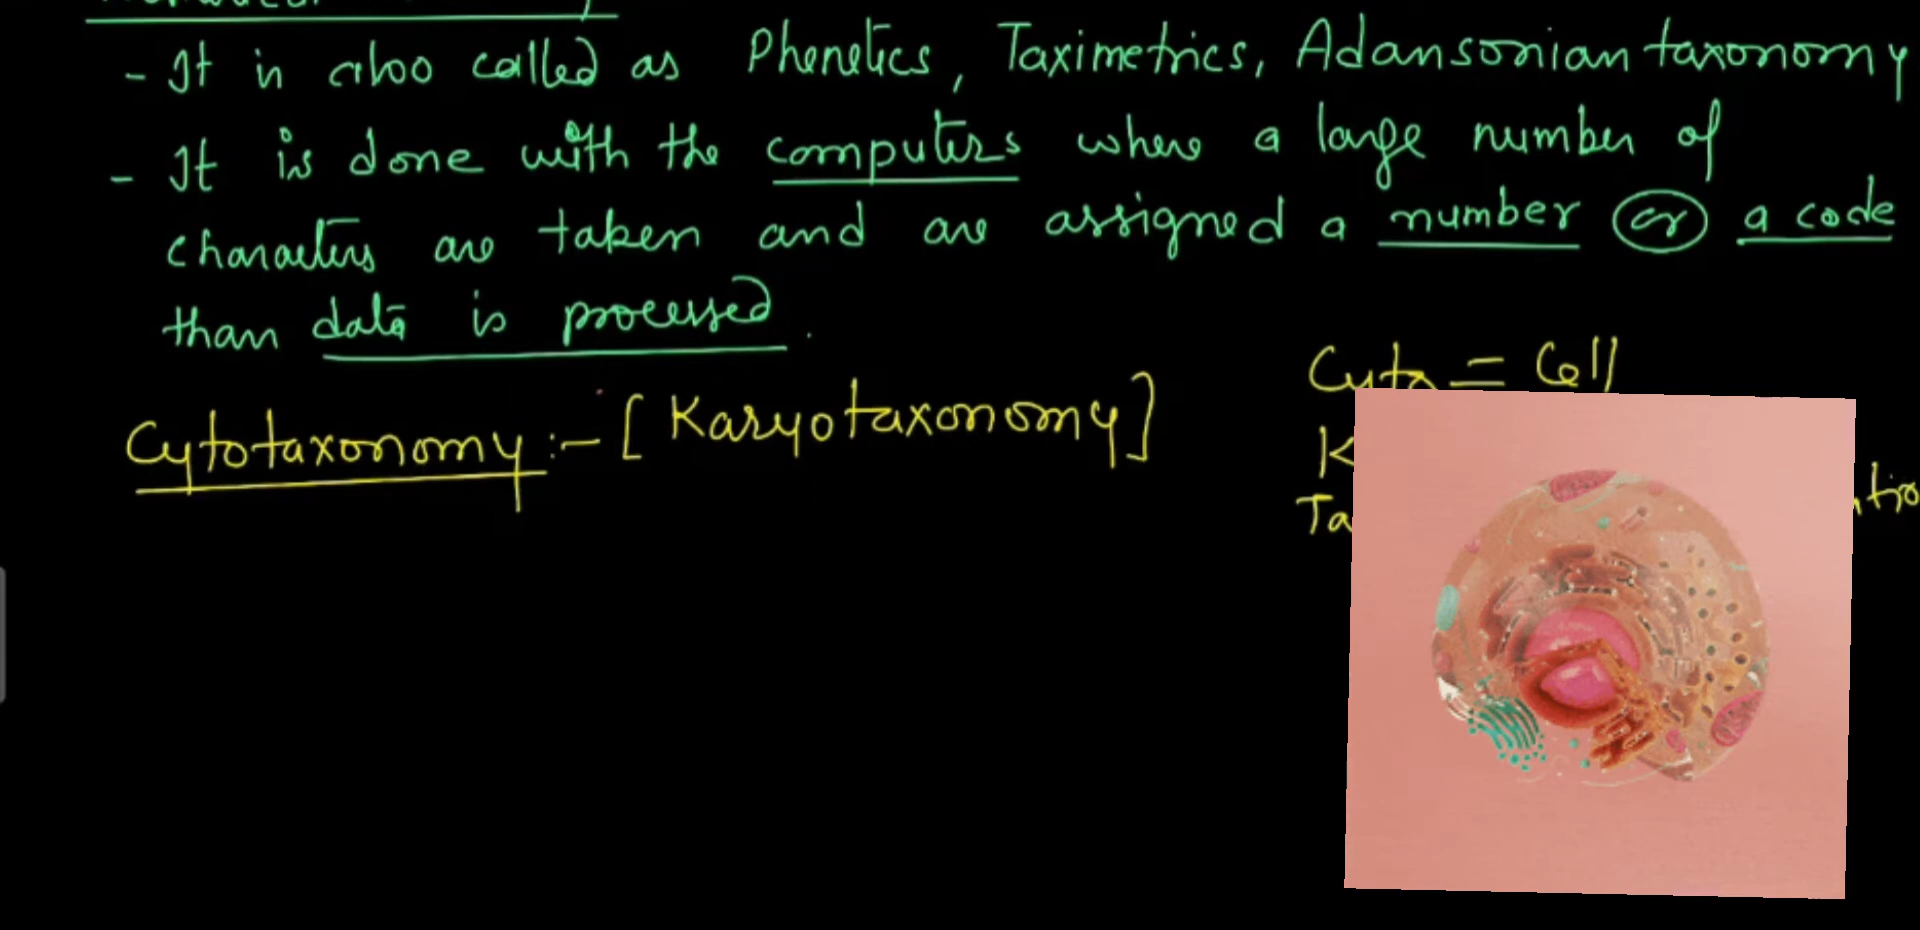 - It is also called as Phenetics, Taximetrics, Adansonian taxonomy
- It is done with the computers where a large number of
characters are taken and are assigned a number or a code
than data is processed.
Cytotaxonomy :- [Karyotaxonomy]
Cyto = Cell
K
Ta